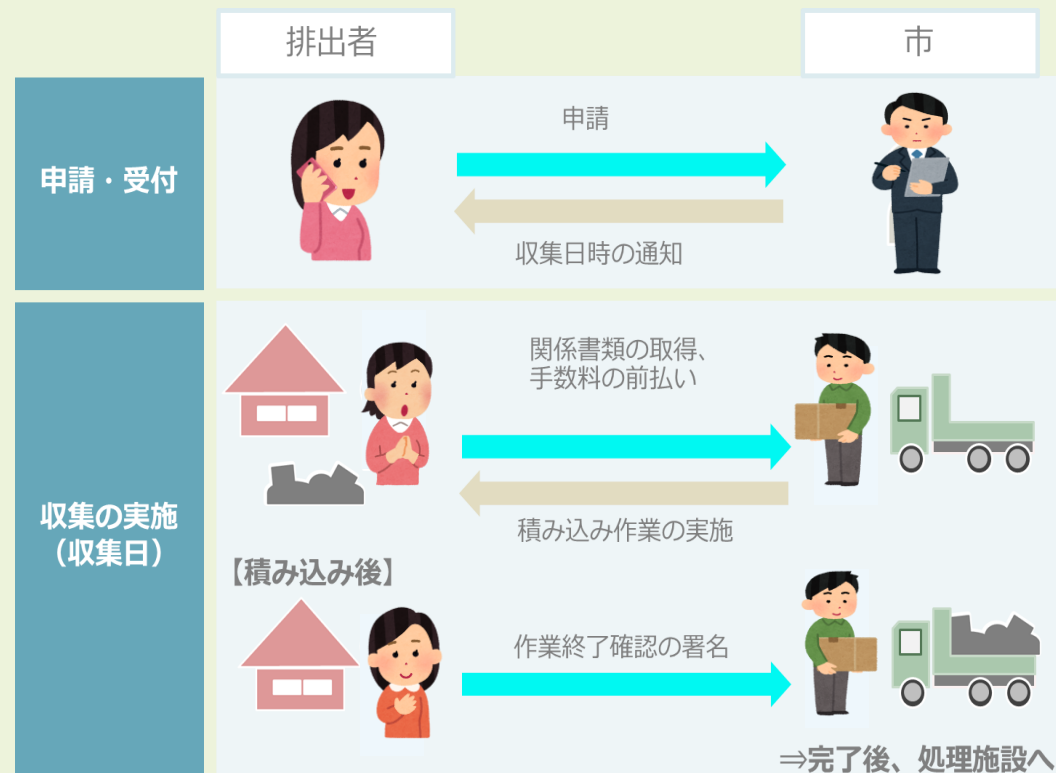 排出者
市
申請・受付
申請
収集日時の通知
収集の実施
（収集日）
関係書類の取得、
手数料の前払い
積み込み作業の実施
【積み込み後】
作業終了確認の署名
⇒完了後、処理施設へ